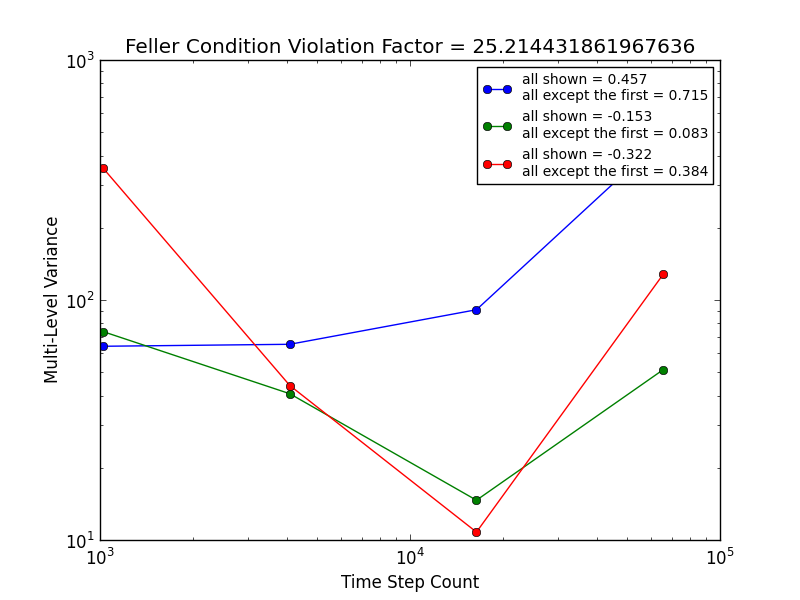 Feller Condition Violation Factor = 25.214431861967636
all shown = 0.457
all except the first = 0.715
all shown = -0.153
all except the first = 0.083
all shown = -0.322
all except the first = 0.384
Multi-Level Variance
10^3
10^2
10^1
10^3 10^4 10^5
Time Step Count